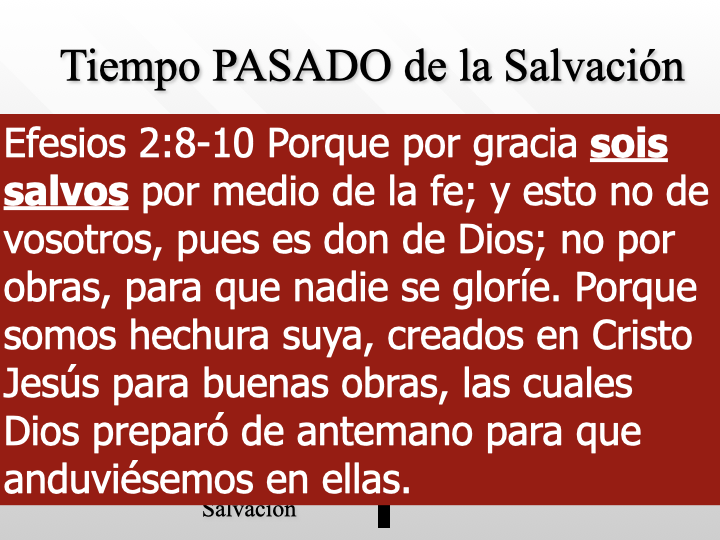 Tiempo PASADO de la Salvación
Efesios 2:8-10 Porque por gracia sois
salvos por medio de la fe; y esto no de
vosotros, pues es don de Dios; no por
obras, para que nadie se gloríe. Porque
somos hechura suya, creados en Cristo
Jesús para buenas obras, las cuales
Dios preparó de antemano para que
anduviésemos en ellas.
Salvación